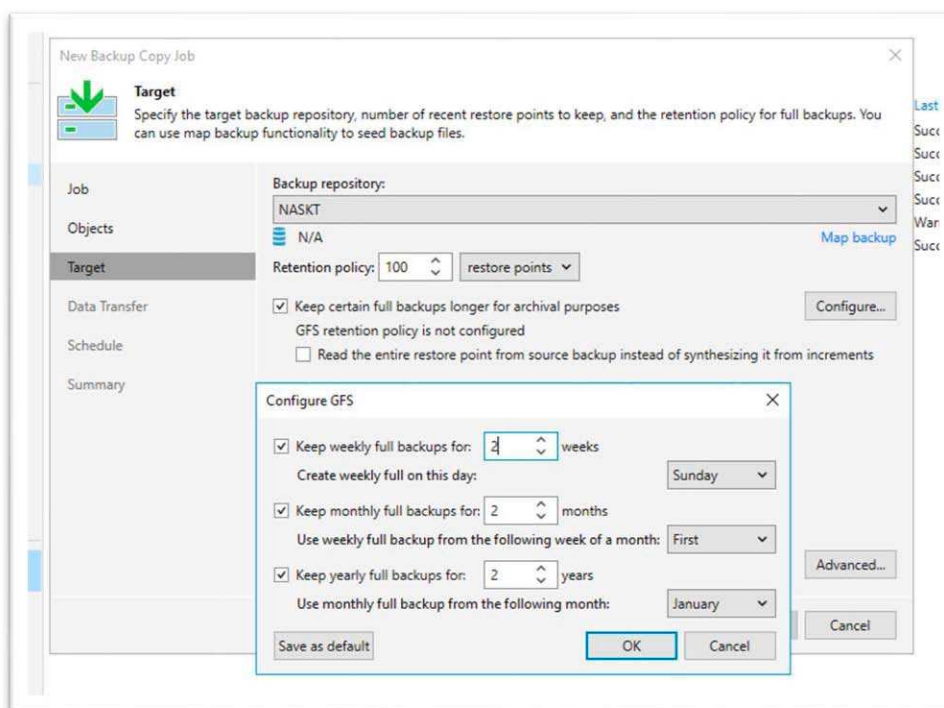 New Backup Copy Job
Target
Specify the target backup repository, number of recent restore points to keep, and the retention policy for full backups. You
can use map backup functionality to seed backup files.
Last
Succ
Succ
Succ
Succ
War
Succ
Job
Objects
Target
Data Transfer
Schedule
Summary
Backup repository:
NASKT
N/A
Map backup
Retention policy: 100 restore points
Keep certain full backups longer for archival purposes
Configure...
GFS retention policy is not configured
Read the entire restore point from source backup instead of synthesizing it from increments
Configure GFS
Keep weekly full backups for: 2 weeks
Create weekly full on this day: Sunday
Keep monthly full backups for: 2 months
Use weekly full backup from the following week of a month: First
Keep yearly full backups for: 2 years
Use monthly full backup from the following month: January
Save as default
OK
Cancel
Advanced...
Cancel